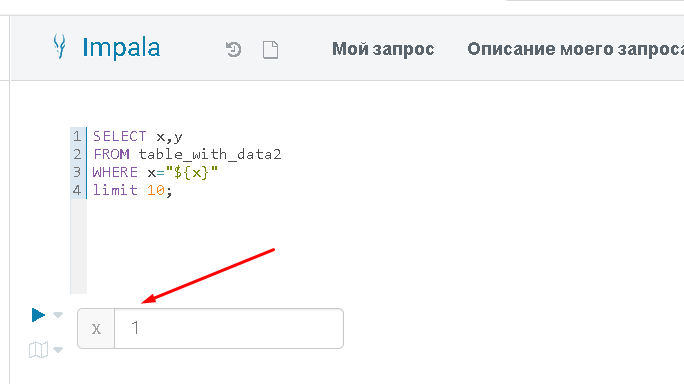 Impala Мой запрос Описание моего запроса
1 SELECT x,y
2 FROM table_with_data2
3 WHERE x="${x}"
4 limit 10;
x 1